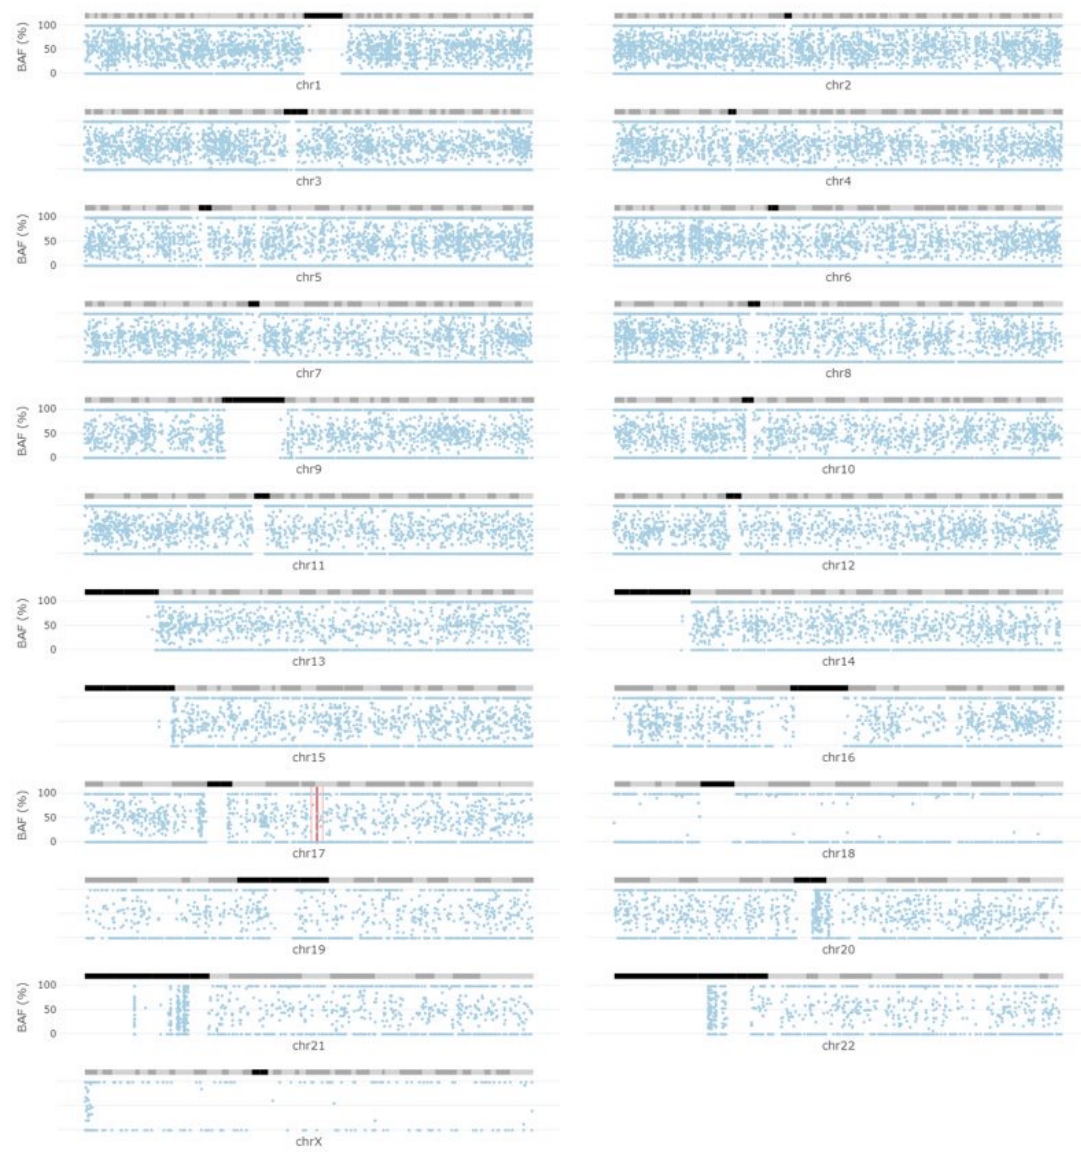 BAF (%)
100
50
0
chr1
chr2
chr3
chr4
BAF (%)
100
50
0
chr5
chr6
chr7
chr8
BAF (%)
100
50
0
chr9
chr10
chr11
chr12
BAF (%)
100
50
0
chr13
chr14
chr15
chr16
BAF (%)
100
50
0
chr17
chr18
chr19
chr20
BAF (%)
100
50
0
chr21
chr22
chrX